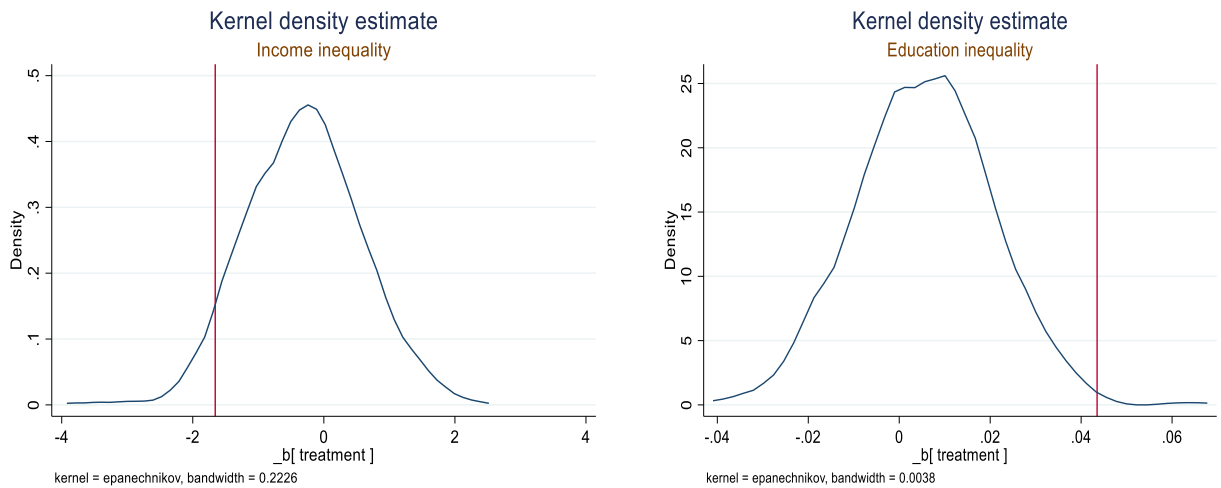 Kernel density estimate
Income inequality
.5
.4
.3
.2
.1
0
Density
-4 -2 0 2 4
_b[ treatment ]
kernel = epanechnikov, bandwidth = 0.2226
Kernel density estimate
Education inequality
25
20
15
10
5
0
Density
-.04 -.02 0 .02 .04 .06
_b[ treatment ]
kernel = epanechnikov, bandwidth = 0.0038